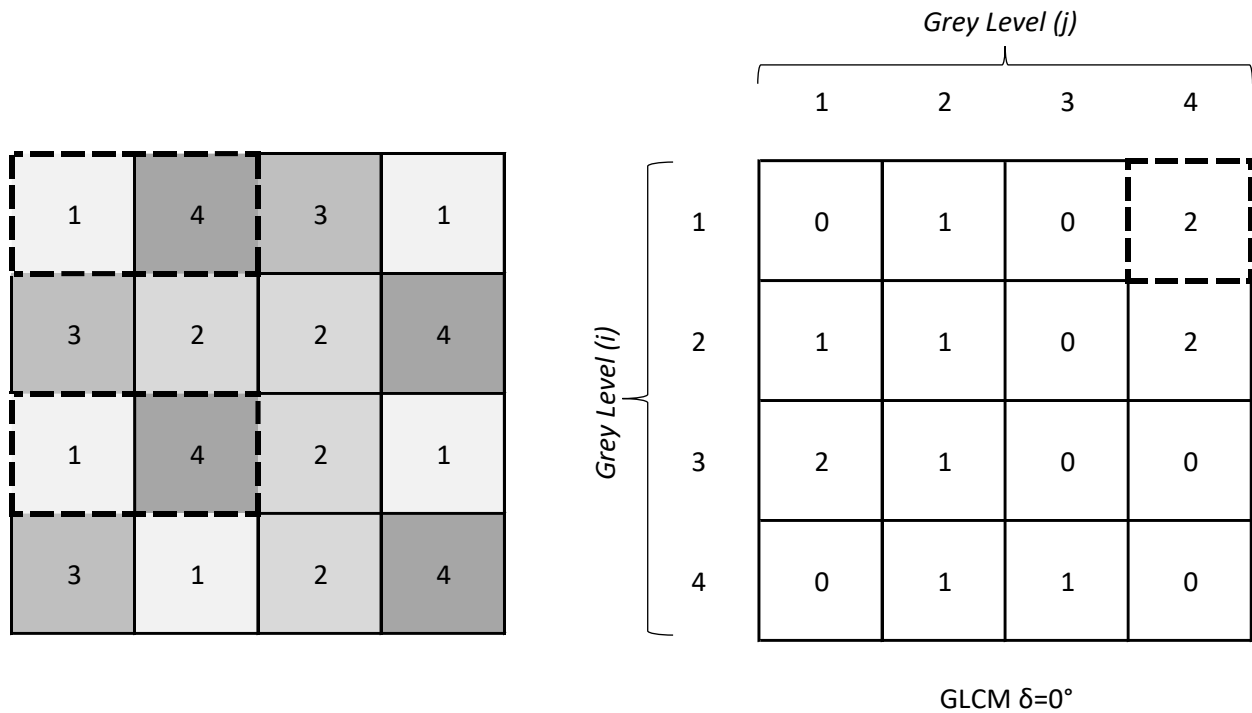 Grey Level (j)
1 2 3 4
1 4 3 1
3 2 2 4
1 4 2 1
3 1 2 4
Grey Level (i)
1 0 1 0 2
2 1 1 0 2
3 2 1 0 0
4 0 1 1 0
GLCM δ=0°